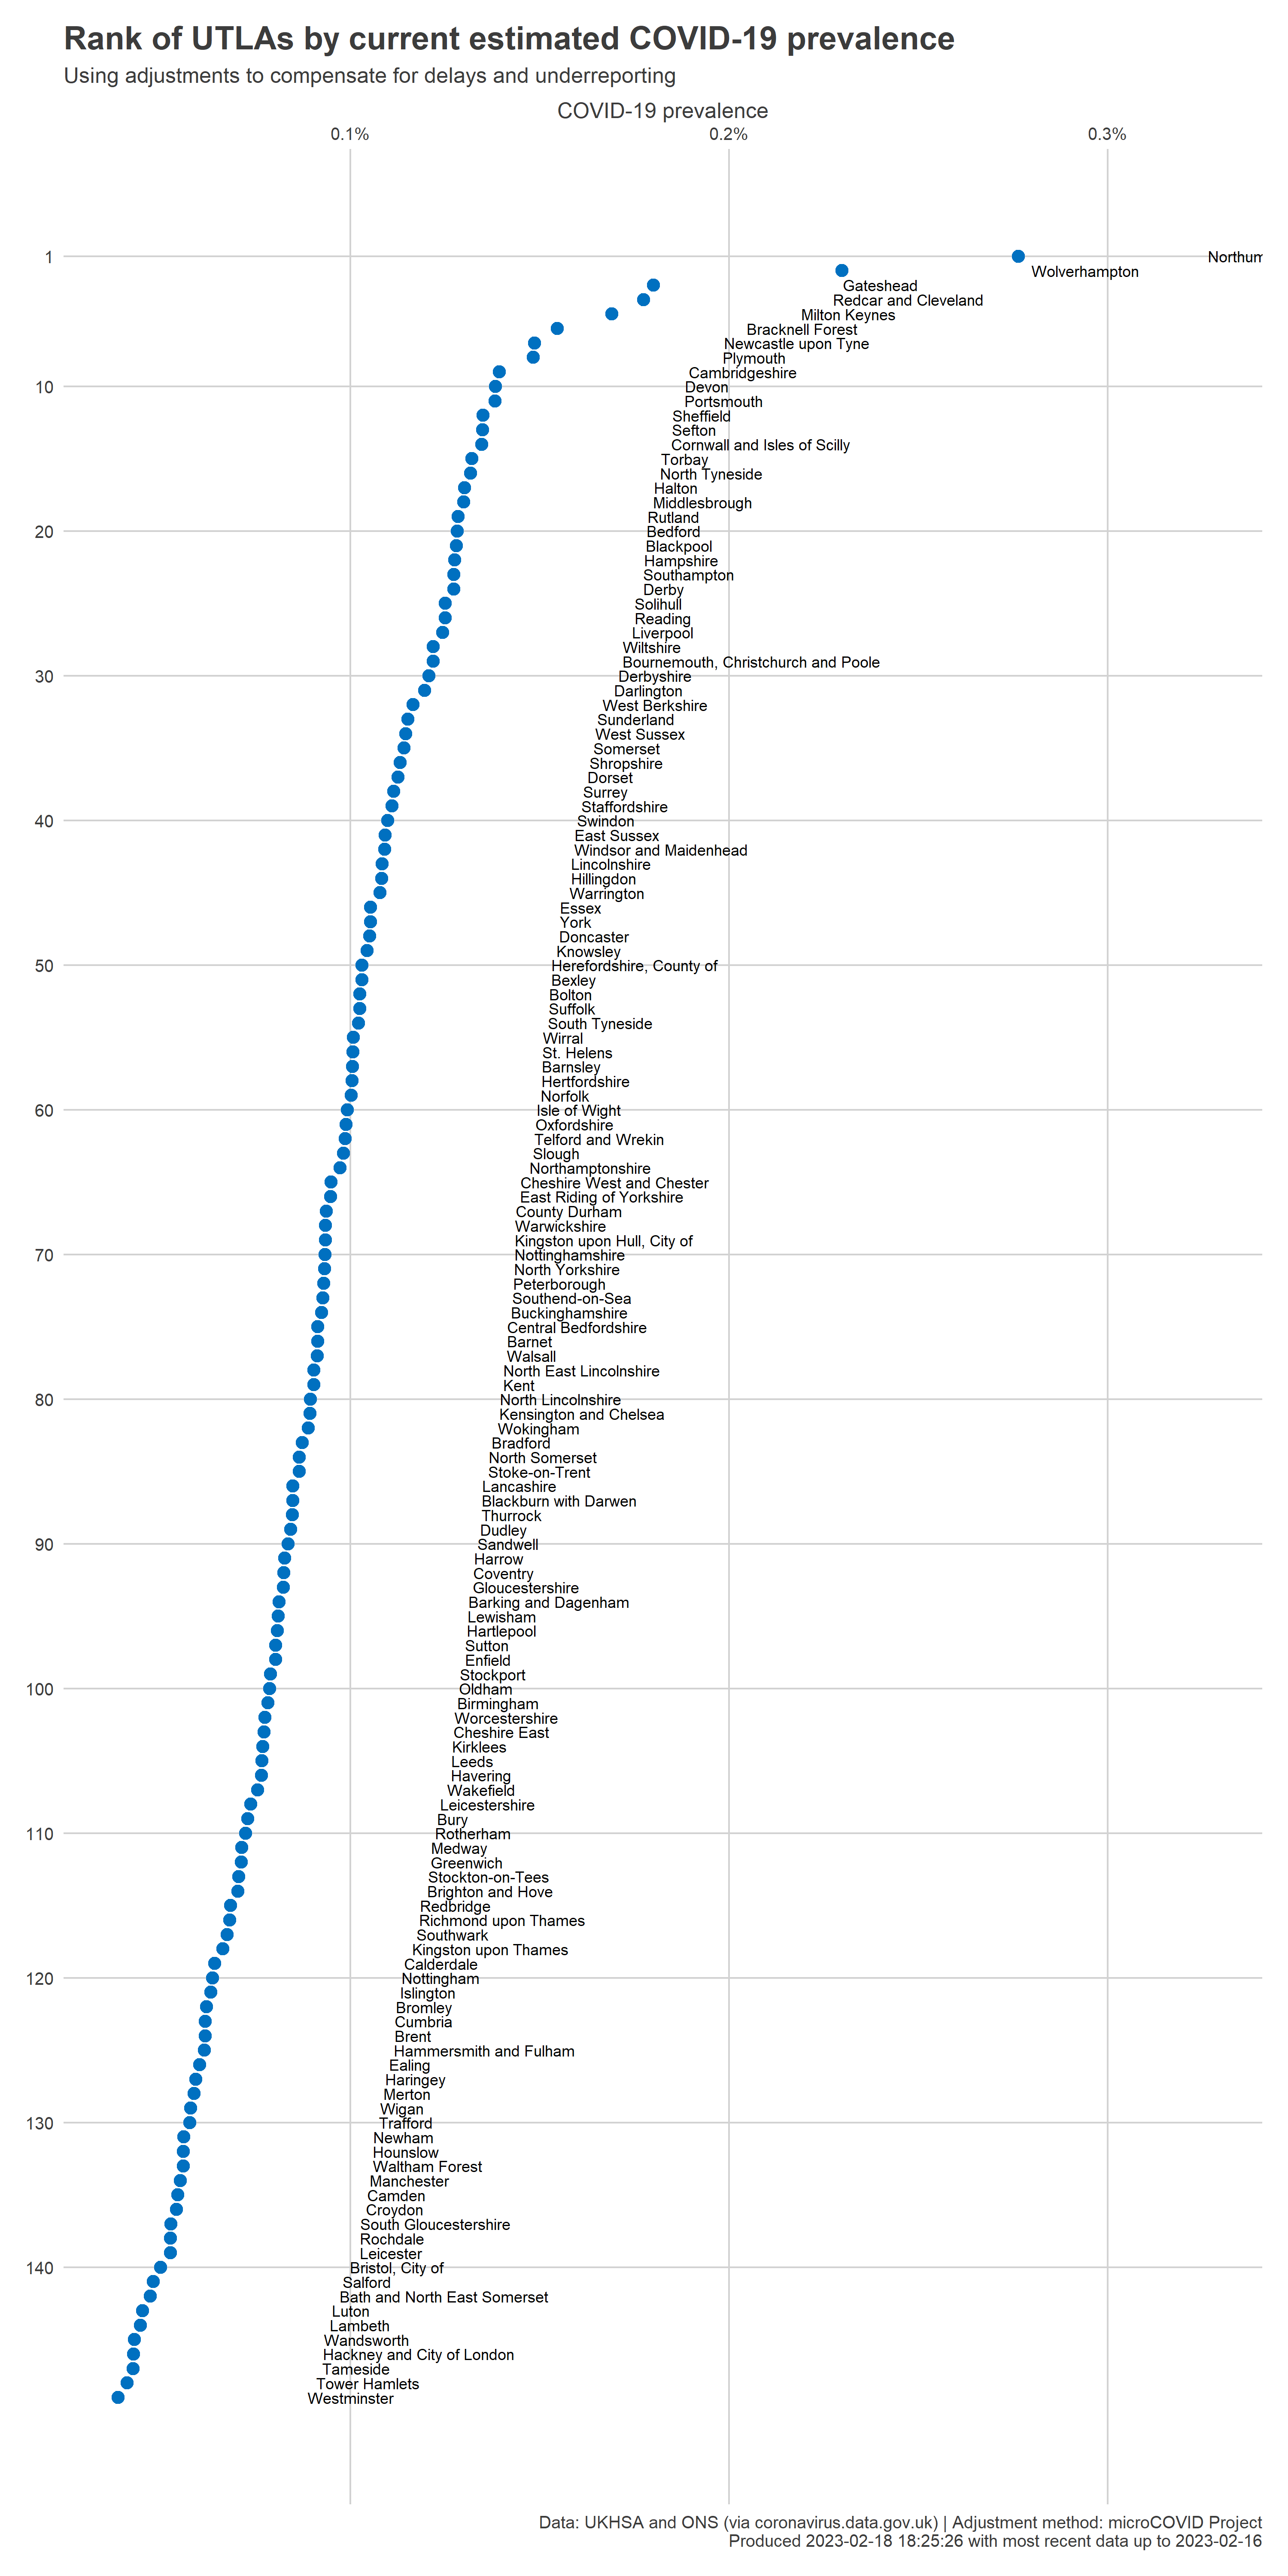 Rank of UTLAs by current estimated COVID-19 prevalence
Using adjustments to compensate for delays and underreporting
COVID-19 prevalence
0.1% 0.2% 0.3%
1 Northum
Wolverhampton
Gateshead
Redcar and Cleveland
Milton Keynes
Bracknell Forest
Newcastle upon Tyne
Plymouth
Cambridgeshire
10 Devon
Portsmouth
Sheffield
Sefton
Cornwall and Isles of Scilly
Torbay
North Tyneside
Halton
Middlesbrough
Rutland
20 Bedford
Blackpool
Hampshire
Southampton
Derby
Solihull
Reading
Liverpool
Wiltshire
Bournemouth, Christchurch and Poole
30 Derbyshire
Darlington
West Berkshire
Sunderland
West Sussex
Somerset
Shropshire
Dorset
Surrey
Staffordshire
40 Swindon
East Sussex
Windsor and Maidenhead
Lincolnshire
Hillingdon
Warrington
Essex
York
Doncaster
Knowsley
50 Herefordshire, County of
Bexley
Bolton
Suffolk
South Tyneside
Wirral
St. Helens
Barnsley
Hertfordshire
Norfolk
60 Isle of Wight
Oxfordshire
Telford and Wrekin
Slough
Northamptonshire
Cheshire West and Chester
East Riding of Yorkshire
County Durham
Warwickshire
Kingston upon Hull, City of
70 Nottinghamshire
North Yorkshire
Peterborough
Southend-on-Sea
Buckinghamshire
Central Bedfordshire
Barnet
Walsall
North East Lincolnshire
Kent
80 North Lincolnshire
Kensington and Chelsea
Wokingham
Bradford
North Somerset
Stoke-on-Trent
Lancashire
Blackburn with Darwen
Thurrock
Dudley
90 Sandwell
Harrow
Coventry
Gloucestershire
Barking and Dagenham
Lewisham
Hartlepool
Sutton
Enfield
Stockport
100 Oldham
Birmingham
Worcestershire
Cheshire East
Kirklees
Leeds
Havering
Wakefield
Leicestershire
Bury
110 Rotherham
Medway
Greenwich
Stockton-on-Tees
Brighton and Hove
Redbridge
Richmond upon Thames
Southwark
Kingston upon Thames
Calderdale
120 Nottingham
Islington
Bromley
Cumbria
Brent
Hammersmith and Fulham
Ealing
Haringey
Merton
Wigan
130 Trafford
Newham
Hounslow
Waltham Forest
Manchester
Camden
Croydon
South Gloucestershire
Rochdale
Leicester
140 Bristol, City of
Salford
Bath and North East Somerset
Luton
Lambeth
Wandsworth
Hackney and City of London
Tameside
Tower Hamlets
Westminster
Data: UKHSA and ONS (via coronavirus.data.gov.uk) | Adjustment method: microCOVID Project
Produced 2023-02-18 18:25:26 with most recent data up to 2023-02-16